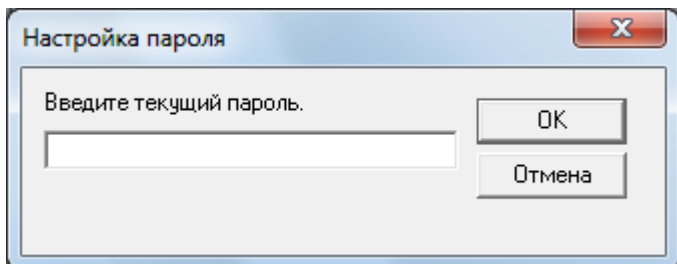 Настройка пароля
Введите текущий пароль.
OK
Отмена